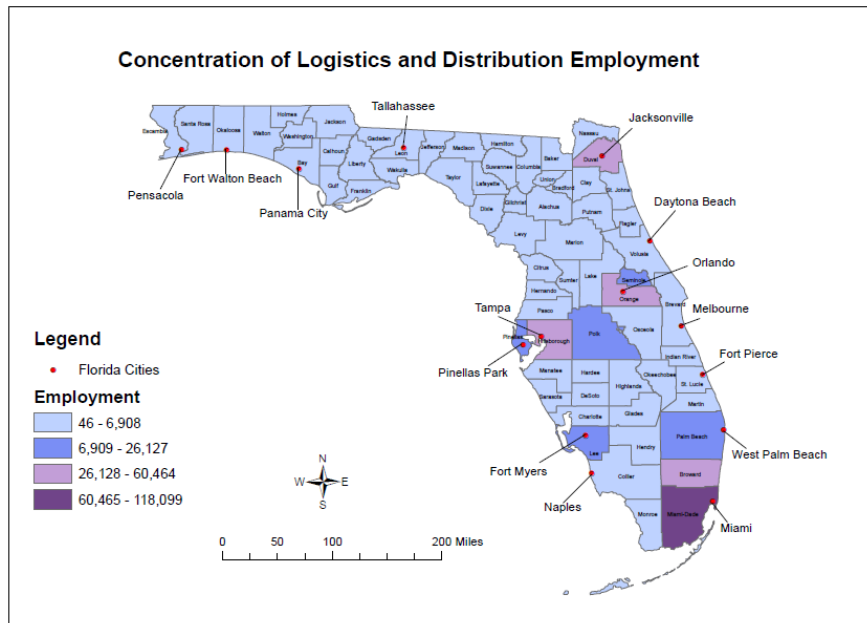 Concentration of Logistics and Distribution Employment
Tallahassee
Jacksonville
Holmes
Jackson
Nassau
Escambia
Santa Rosa
Okaloosa
Walton
Washington
Gadsden
Leon
Jefferson
Madison
Hamilton
Baker
Duval
Bay
Calhoun
Liberty
Wakulla
Suwannee
Columbia
Union
Bradford
Clay
St. Johns
Pensacola
Fort Walton Beach
Panama City
Gulf
Franklin
Taylor
Lafayette
Dixie
Gilchrist
Alachua
Putnam
Flagler
Daytona Beach
Levy
Marion
Volusia
Orlando
Citrus
Sumter
Lake
Seminole
Hernando
Orange
Brevard
Melbourne
Tampa
Pasco
Polk
Osceola
Pinellas
Hillsborough
Indian River
Fort Pierce
Pinellas Park
Manatee
Hardee
Highlands
Okeechobee
St. Lucie
Sarasota
DeSoto
Martin
Charlotte
Glades
Fort Myers
Lee
Hendry
Palm Beach
West Palm Beach
Naples
Collier
Broward
Monroe
Miami-Dade
Miami
Legend
Florida Cities
Employment
46 - 6,908
6,909 - 26,127
26,128 - 60,464
60,465 - 118,099
N
W E
S
0 50 100 200 Miles